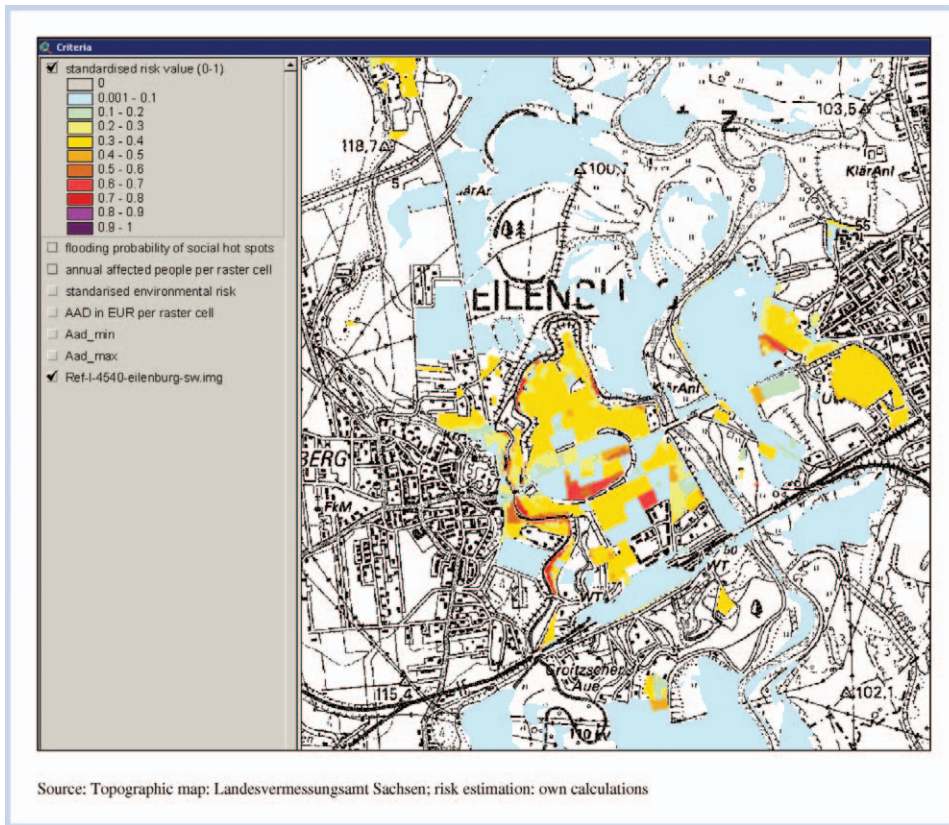 Criteria
standardised risk value (0-1)
0
0.001 - 0.1
0.1 - 0.2
0.2 - 0.3
0.3 - 0.4
0.4 - 0.5
0.5 - 0.6
0.6 - 0.7
0.7 - 0.8
0.8 - 0.9
0.9 - 1
flooding probability of social hot spots
annual affected people per raster cell
standarised environmental risk
AAD in EUR per raster cell
Aad_min
Aad_max
Ref-I-4540-eilenburg-sw.img
103,5
Z
118,7
100,
KlärAnl
5
55
KlärAnl
BERG
FkM
WT
WT
50
Aue
115,4
102,1
110 kV
Source: Topographic map: Landesvermessungsamt Sachsen; risk estimation: own calculations